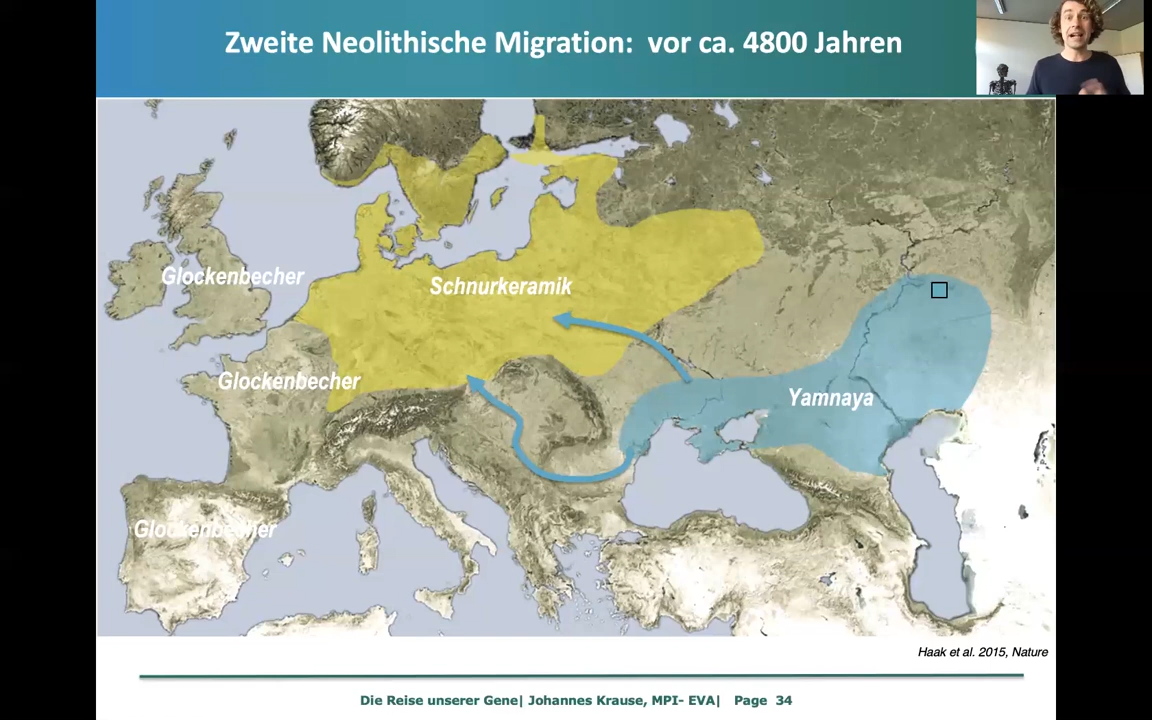 Zweite Neolithische Migration: vor ca. 4800 Jahren
Glockenbecher
Schnurkeramik
Glockenbecher
Yamnaya
Glockenbecher
Haak et al. 2015, Nature
Die Reise unserer Gene| Johannes Krause, MPI- EVA| Page 34